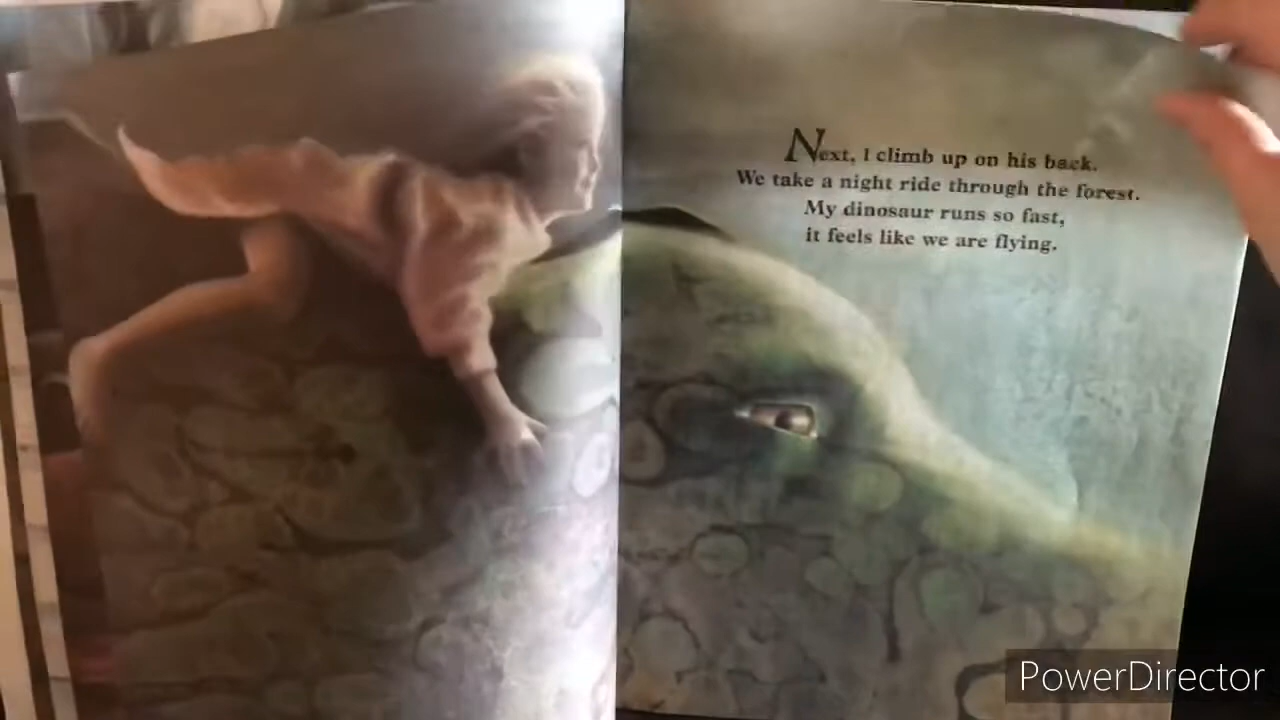 Next, I climb up on his back.
We take a night ride through the forest.
My dinosaur runs so fast,
it feels like we are flying.
PowerDirector